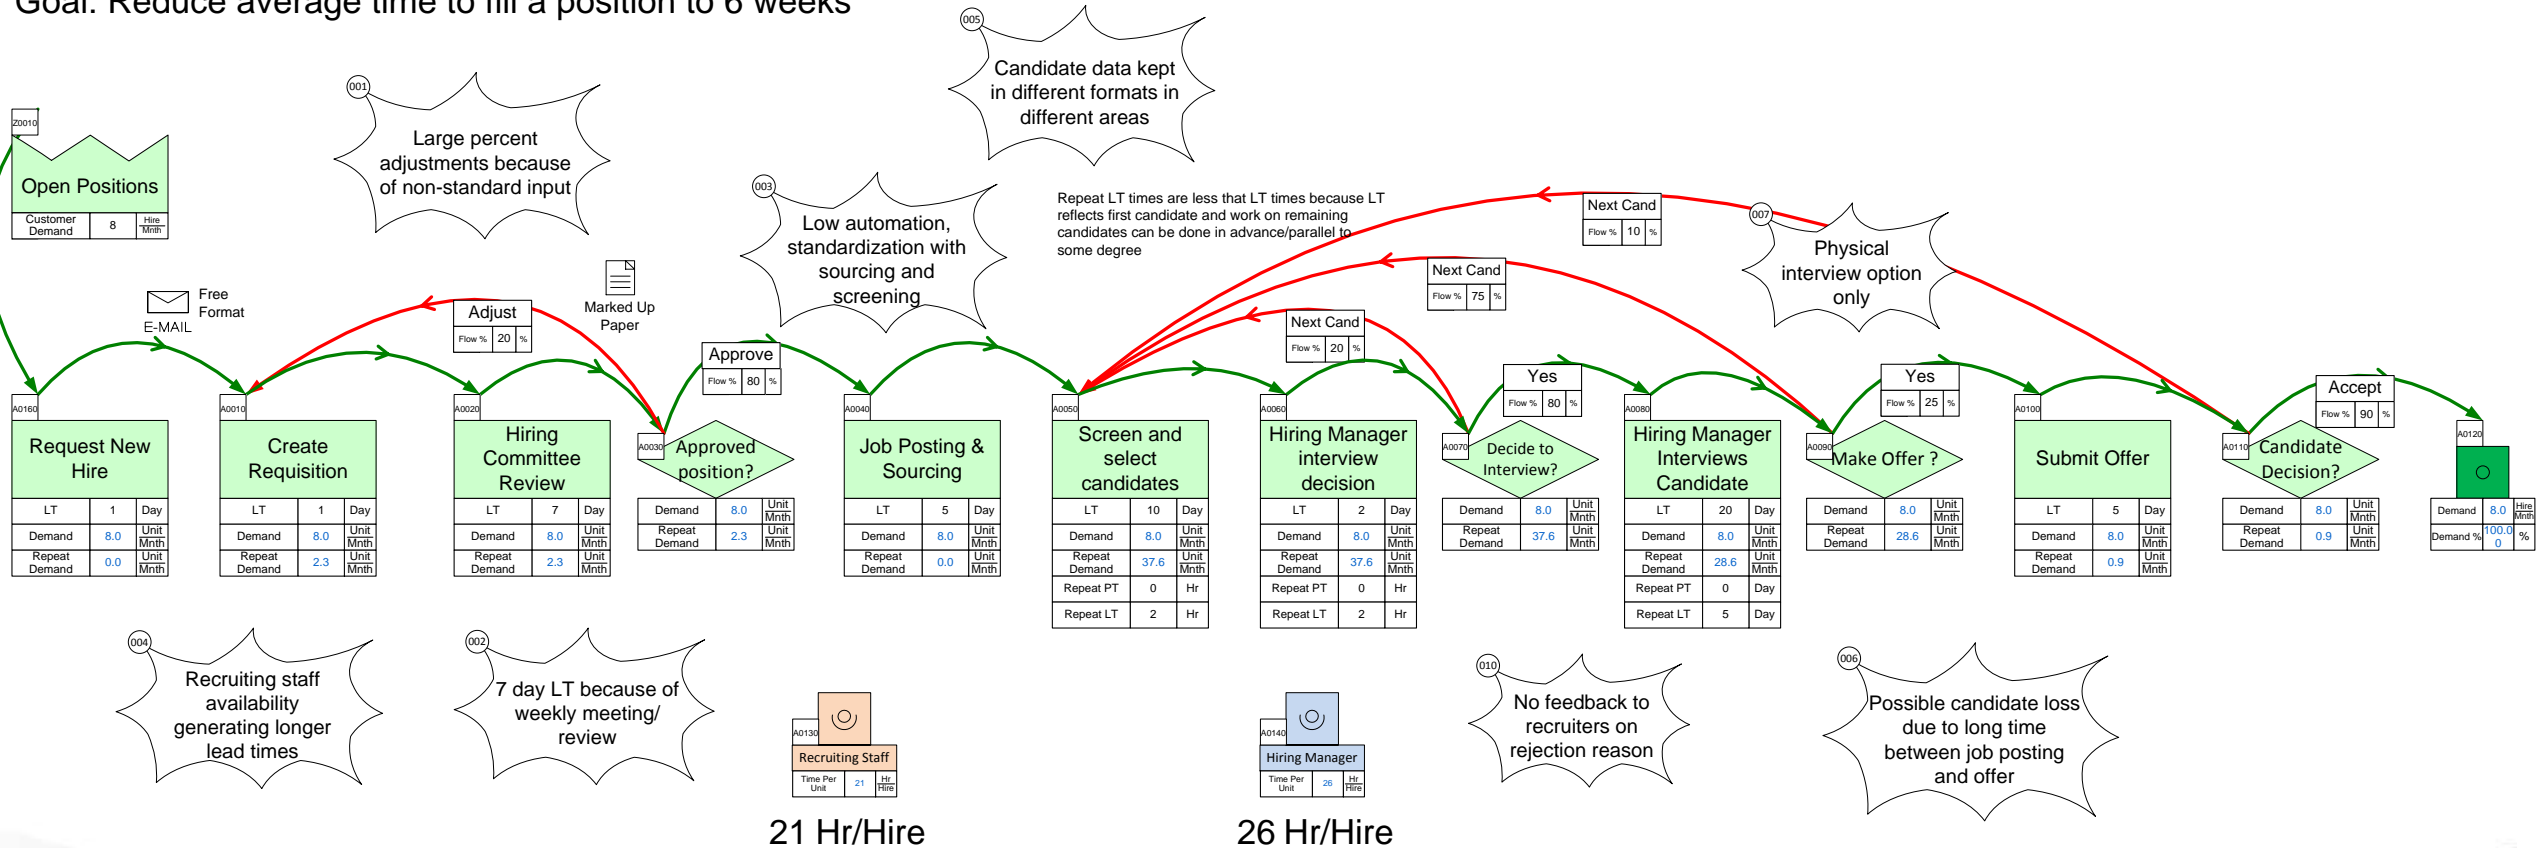 Goal: Reduce average time to fill a position to 6 weeks
005
Candidate data kept
in different formats in
different areas
001
Large percent
adjustments because
of non-standard input
Z0010
Open Positions
Customer
Demand
8
Hire
Mnth
003
Low automation,
standardization with
sourcing and
screening
Repeat LT times are less that LT times because LT
reflects first candidate and work on remaining
candidates can be done in advance/parallel to
some degree
Next Cand
Flow % 10 %
007
Physical
interview option
only
Free
Format
E-MAIL
Adjust
Flow % 20 %
Marked Up
Paper
Approve
Flow % 80 %
Next Cand
Flow % 75 %
Next Cand
Flow % 20 %
Yes
Flow % 80 %
Yes
Flow % 25 %
Accept
Flow % 90 %
A0160
Request New
Hire
LT 1 Day
Demand 8.0 Unit
Mnth
Repeat
Demand 0.0 Unit
Mnth
A0010
Create
Requisition
LT 1 Day
Demand 8.0 Unit
Mnth
Repeat
Demand 2.3 Unit
Mnth
A0020
Hiring
Committee
Review
LT 7 Day
Demand 8.0 Unit
Mnth
Repeat
Demand 2.3 Unit
Mnth
A0030
Approved
position?
Demand 8.0 Unit
Mnth
Repeat
Demand 2.3 Unit
Mnth
A0040
Job Posting &
Sourcing
LT 5 Day
Demand 8.0 Unit
Mnth
Repeat
Demand 0.0 Unit
Mnth
A0050
Screen and
select
candidates
LT 10 Day
Demand 8.0 Unit
Mnth
Repeat
Demand 37.6 Unit
Mnth
Repeat PT 0 Hr
Repeat LT 2 Hr
A0060
Hiring Manager
interview
decision
LT 2 Day
Demand 8.0 Unit
Mnth
Repeat
Demand 37.6 Unit
Mnth
Repeat PT 0 Hr
Repeat LT 2 Hr
A0070
Decide to
Interview?
Demand 8.0 Unit
Mnth
Repeat
Demand 37.6 Unit
Mnth
A0080
Hiring Manager
Interviews
Candidate
LT 20 Day
Demand 8.0 Unit
Mnth
Repeat
Demand 28.6 Unit
Mnth
Repeat PT 0 Day
Repeat LT 5 Day
A0090
Make Offer ?
Demand 8.0 Unit
Mnth
Repeat
Demand 28.6 Unit
Mnth
A0100
Submit Offer
LT 5 Day
Demand 8.0 Unit
Mnth
Repeat
Demand 0.9 Unit
Mnth
A0110
Candidate
Decision?
Demand 8.0 Unit
Mnth
Repeat
Demand 0.9 Unit
Mnth
A0120
Demand 8.0 Hire
Mnth
Demand % 100.0
0 %
004
Recruiting staff
availability
generating longer
lead times
002
7 day LT because of
weekly meeting/
review
A0130
Recruiting Staff
Time Per
Unit 21 Hr
Hire
21 Hr/Hire
A0140
Hiring Manager
Time Per
Unit 26 Hr
Hire
26 Hr/Hire
010
No feedback to
recruiters on
rejection reason
006
Possible candidate loss
due to long time
between job posting
and offer